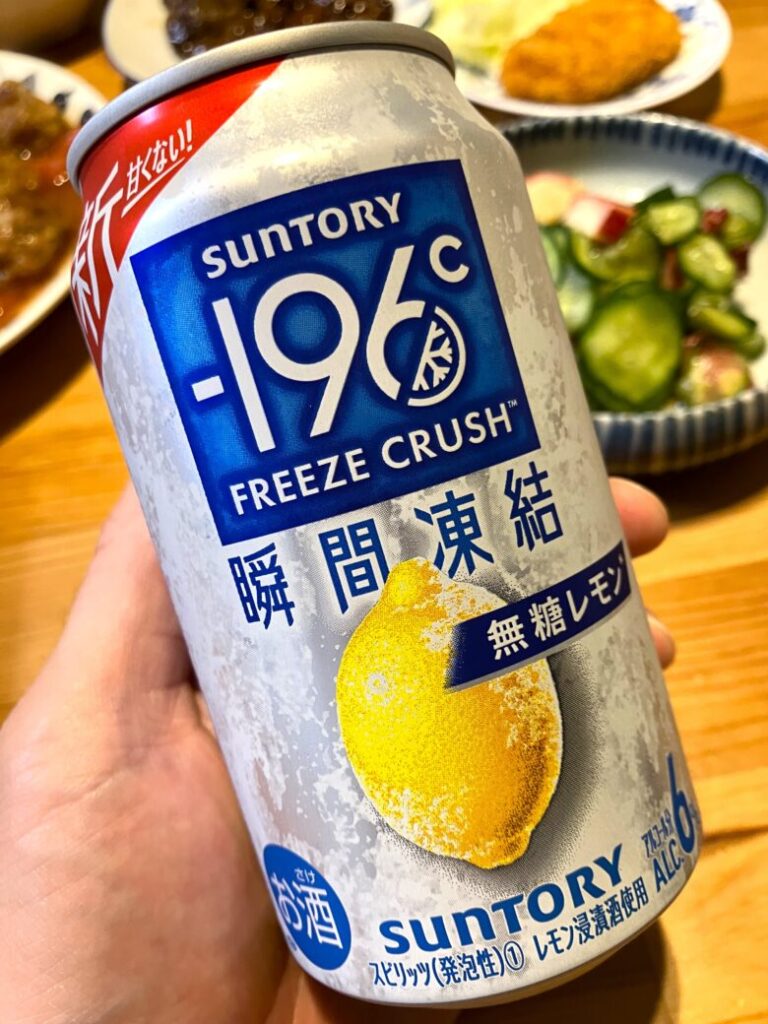 新 甘くない!
SUNTORY
-196℃
FREEZE CRUSH™
瞬間凍結
無糖レモン
アルコール分
ALC.6
お酒
さけ
SUNTORY
スピリッツ(発泡性)① レモン浸漬酒使用